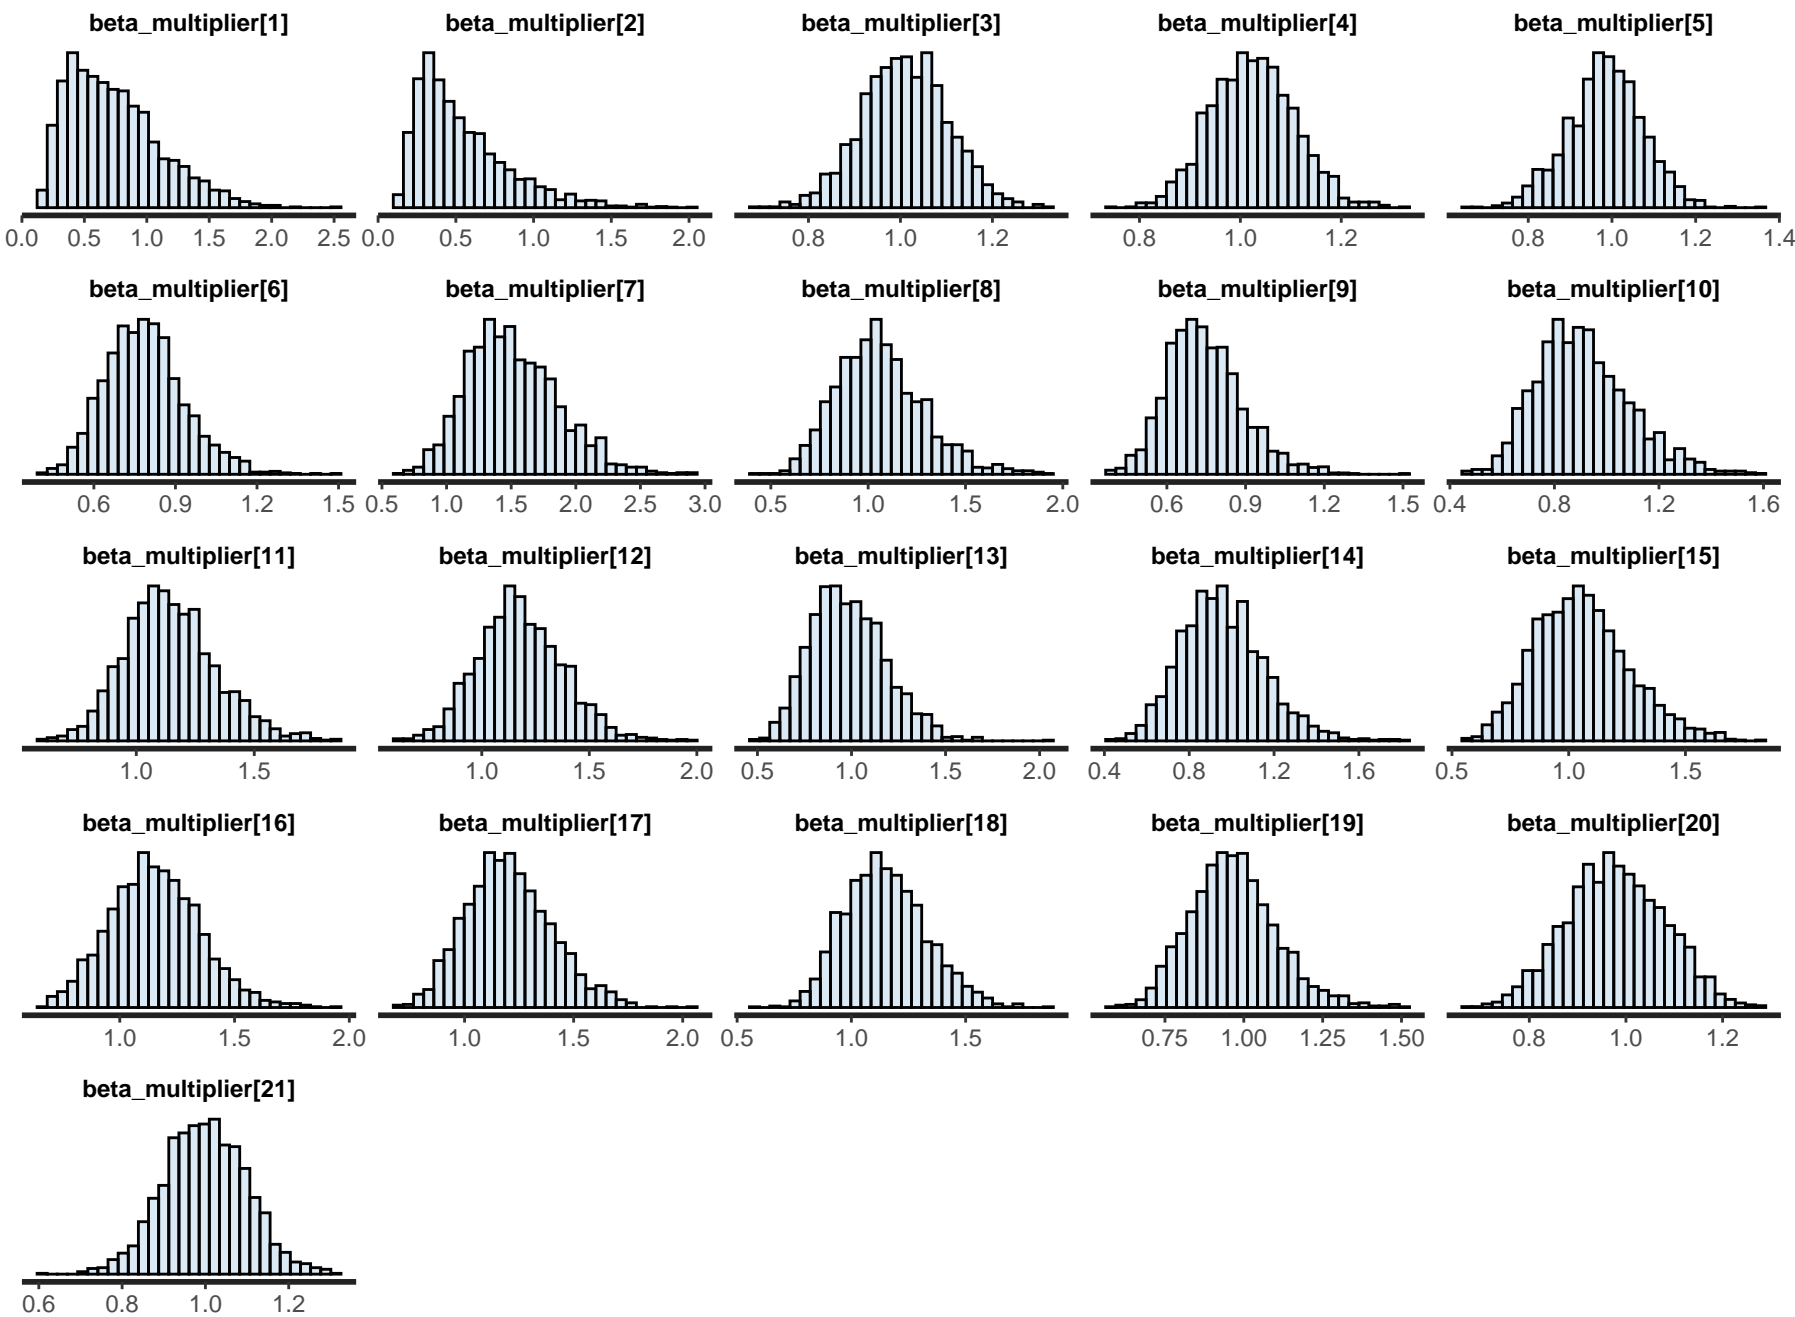 beta_multiplier[1] beta_multiplier[2] beta_multiplier[3] beta_multiplier[4] beta_multiplier[5]
0.0 0.5 1.0 1.5 2.0 2.5 0.0 0.5 1.0 1.5 2.0 0.8 1.0 1.2 0.8 1.0 1.2 0.8 1.0 1.2 1.4
beta_multiplier[6] beta_multiplier[7] beta_multiplier[8] beta_multiplier[9] beta_multiplier[10]
0.6 0.9 1.2 1.5 0.5 1.0 1.5 2.0 2.5 3.0 0.5 1.0 1.5 2.0 0.6 0.9 1.2 1.5 0.4 0.8 1.2 1.6
beta_multiplier[11] beta_multiplier[12] beta_multiplier[13] beta_multiplier[14] beta_multiplier[15]
1.0 1.5 1.0 1.5 2.0 0.5 1.0 1.5 2.0 0.4 0.8 1.2 1.6 0.5 1.0 1.5
beta_multiplier[16] beta_multiplier[17] beta_multiplier[18] beta_multiplier[19] beta_multiplier[20]
1.0 1.5 2.0 1.0 1.5 2.0 0.5 1.0 1.5 0.75 1.00 1.25 1.50 0.8 1.0 1.2
beta_multiplier[21]
0.6 0.8 1.0 1.2